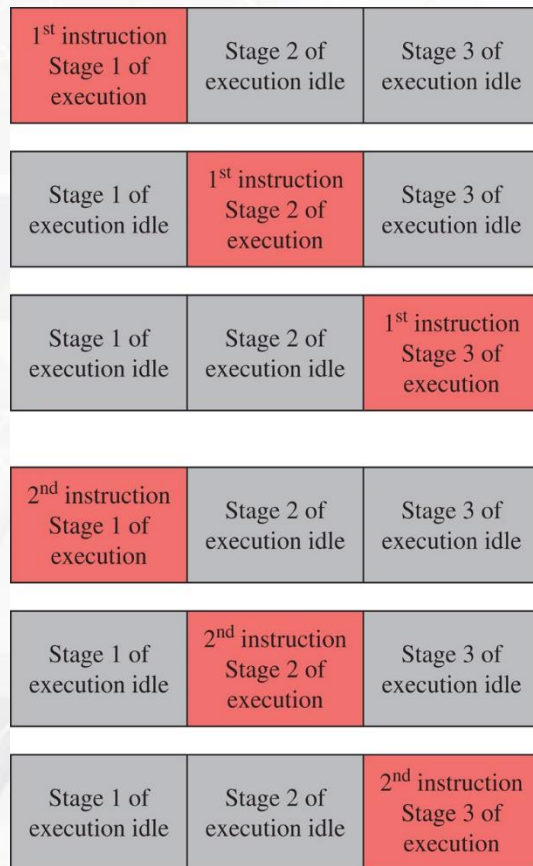 1st instruction
Stage 1 of
execution
Stage 2 of
execution idle
Stage 3 of
execution idle
Stage 1 of
execution idle
1st instruction
Stage 2 of
execution
Stage 3 of
execution idle
Stage 1 of
execution idle
Stage 2 of
execution idle
1st instruction
Stage 3 of
execution
2nd instruction
Stage 1 of
execution
Stage 2 of
execution idle
Stage 3 of
execution idle
Stage 1 of
execution idle
2nd instruction
Stage 2 of
execution
Stage 3 of
execution idle
Stage 1 of
execution idle
Stage 2 of
execution idle
2nd instruction
Stage 3 of
execution